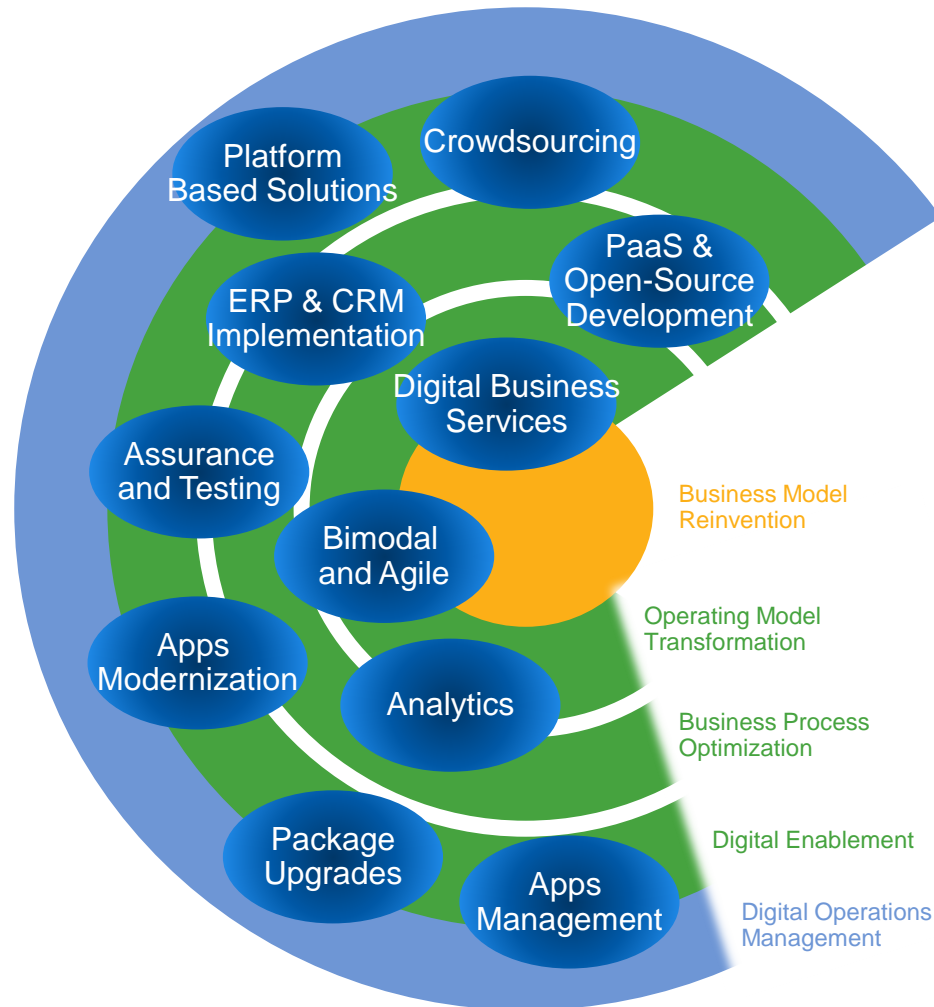 Crowdsourcing
Platform
Based Solutions
PaaS &
Open-Source
Development
ERP & CRM
Implementation
Digital Business
Services
Assurance
and Testing
Business Model
Reinvention
Bimodal
and Agile
Operating Model
Transformation
Apps
Modernization
Analytics
Business Process
Optimization
Package
Upgrades
Digital Enablement
Apps
Management
Digital Operations
Management